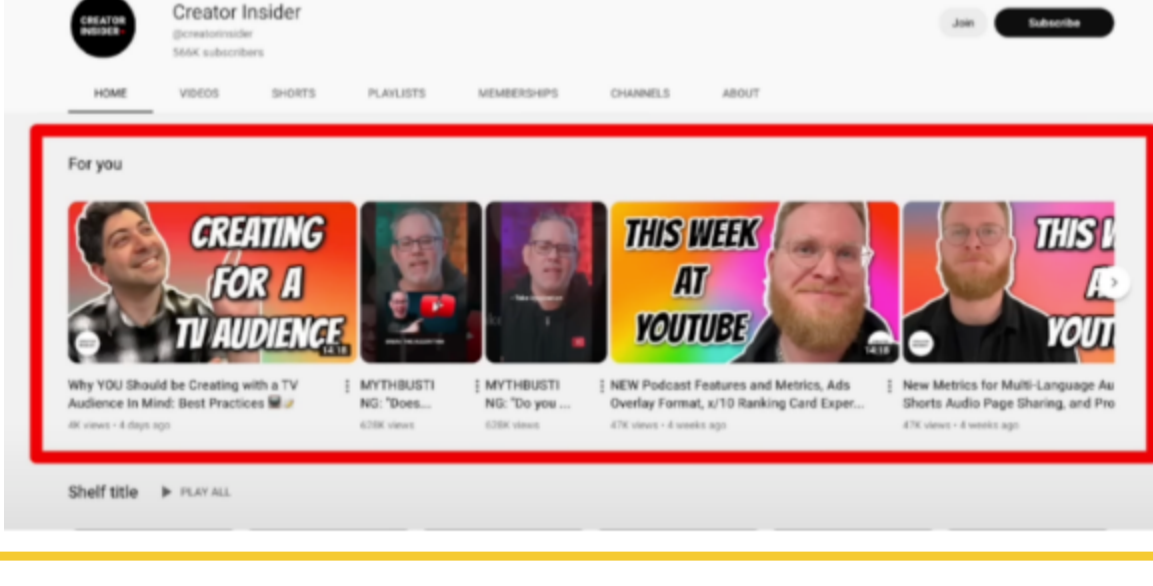 CREATOR
INSIDER
Creator Insider
@creatorinsider
566K subscribers
Join
Subscribe
HOME
VIDEOS
SHORTS
PLAYLISTS
MEMBERSHIPS
CHANNELS
ABOUT
For you
CREATING
FOR A
TV AUDIENCE
14:18
Why YOU Should be Creating with a TV
Audience In Mind: Best Practices
4K views • 4 days ago
MYTHBUSTI
NG: "Does...
628K views
MYTHBUSTI
NG: "Do you ...
628K views
THIS WEEK
AT
YOUTUBE
14:18
NEW Podcast Features and Metrics, Ads
Overlay Format, x/10 Ranking Card Exper...
47K views • 4 weeks ago
THIS W
A
YOUT
New Metrics for Multi-Language Au
Shorts Audio Page Sharing, and Pro
47K views • 4 weeks ago
Shelf title
PLAY ALL